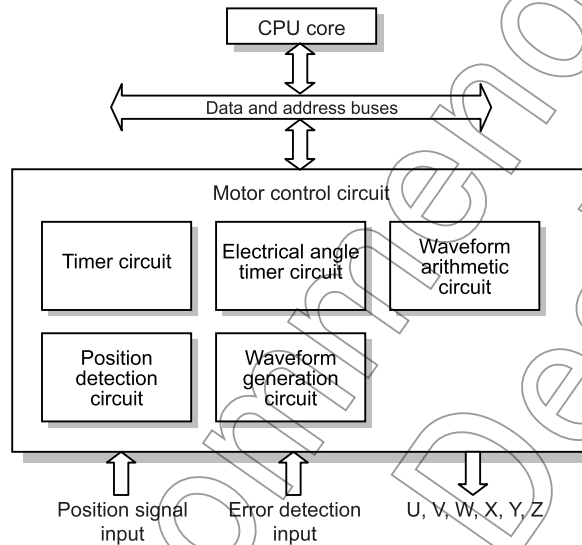 CPU core
Data and address buses
Motor control circuit
Timer circuit
Electrical angle
timer circuit
Waveform
arithmetic
circuit
Position
detection
circuit
Waveform
generation
circuit
Position signal
input
Error detection
input
U, V, W, X, Y, Z